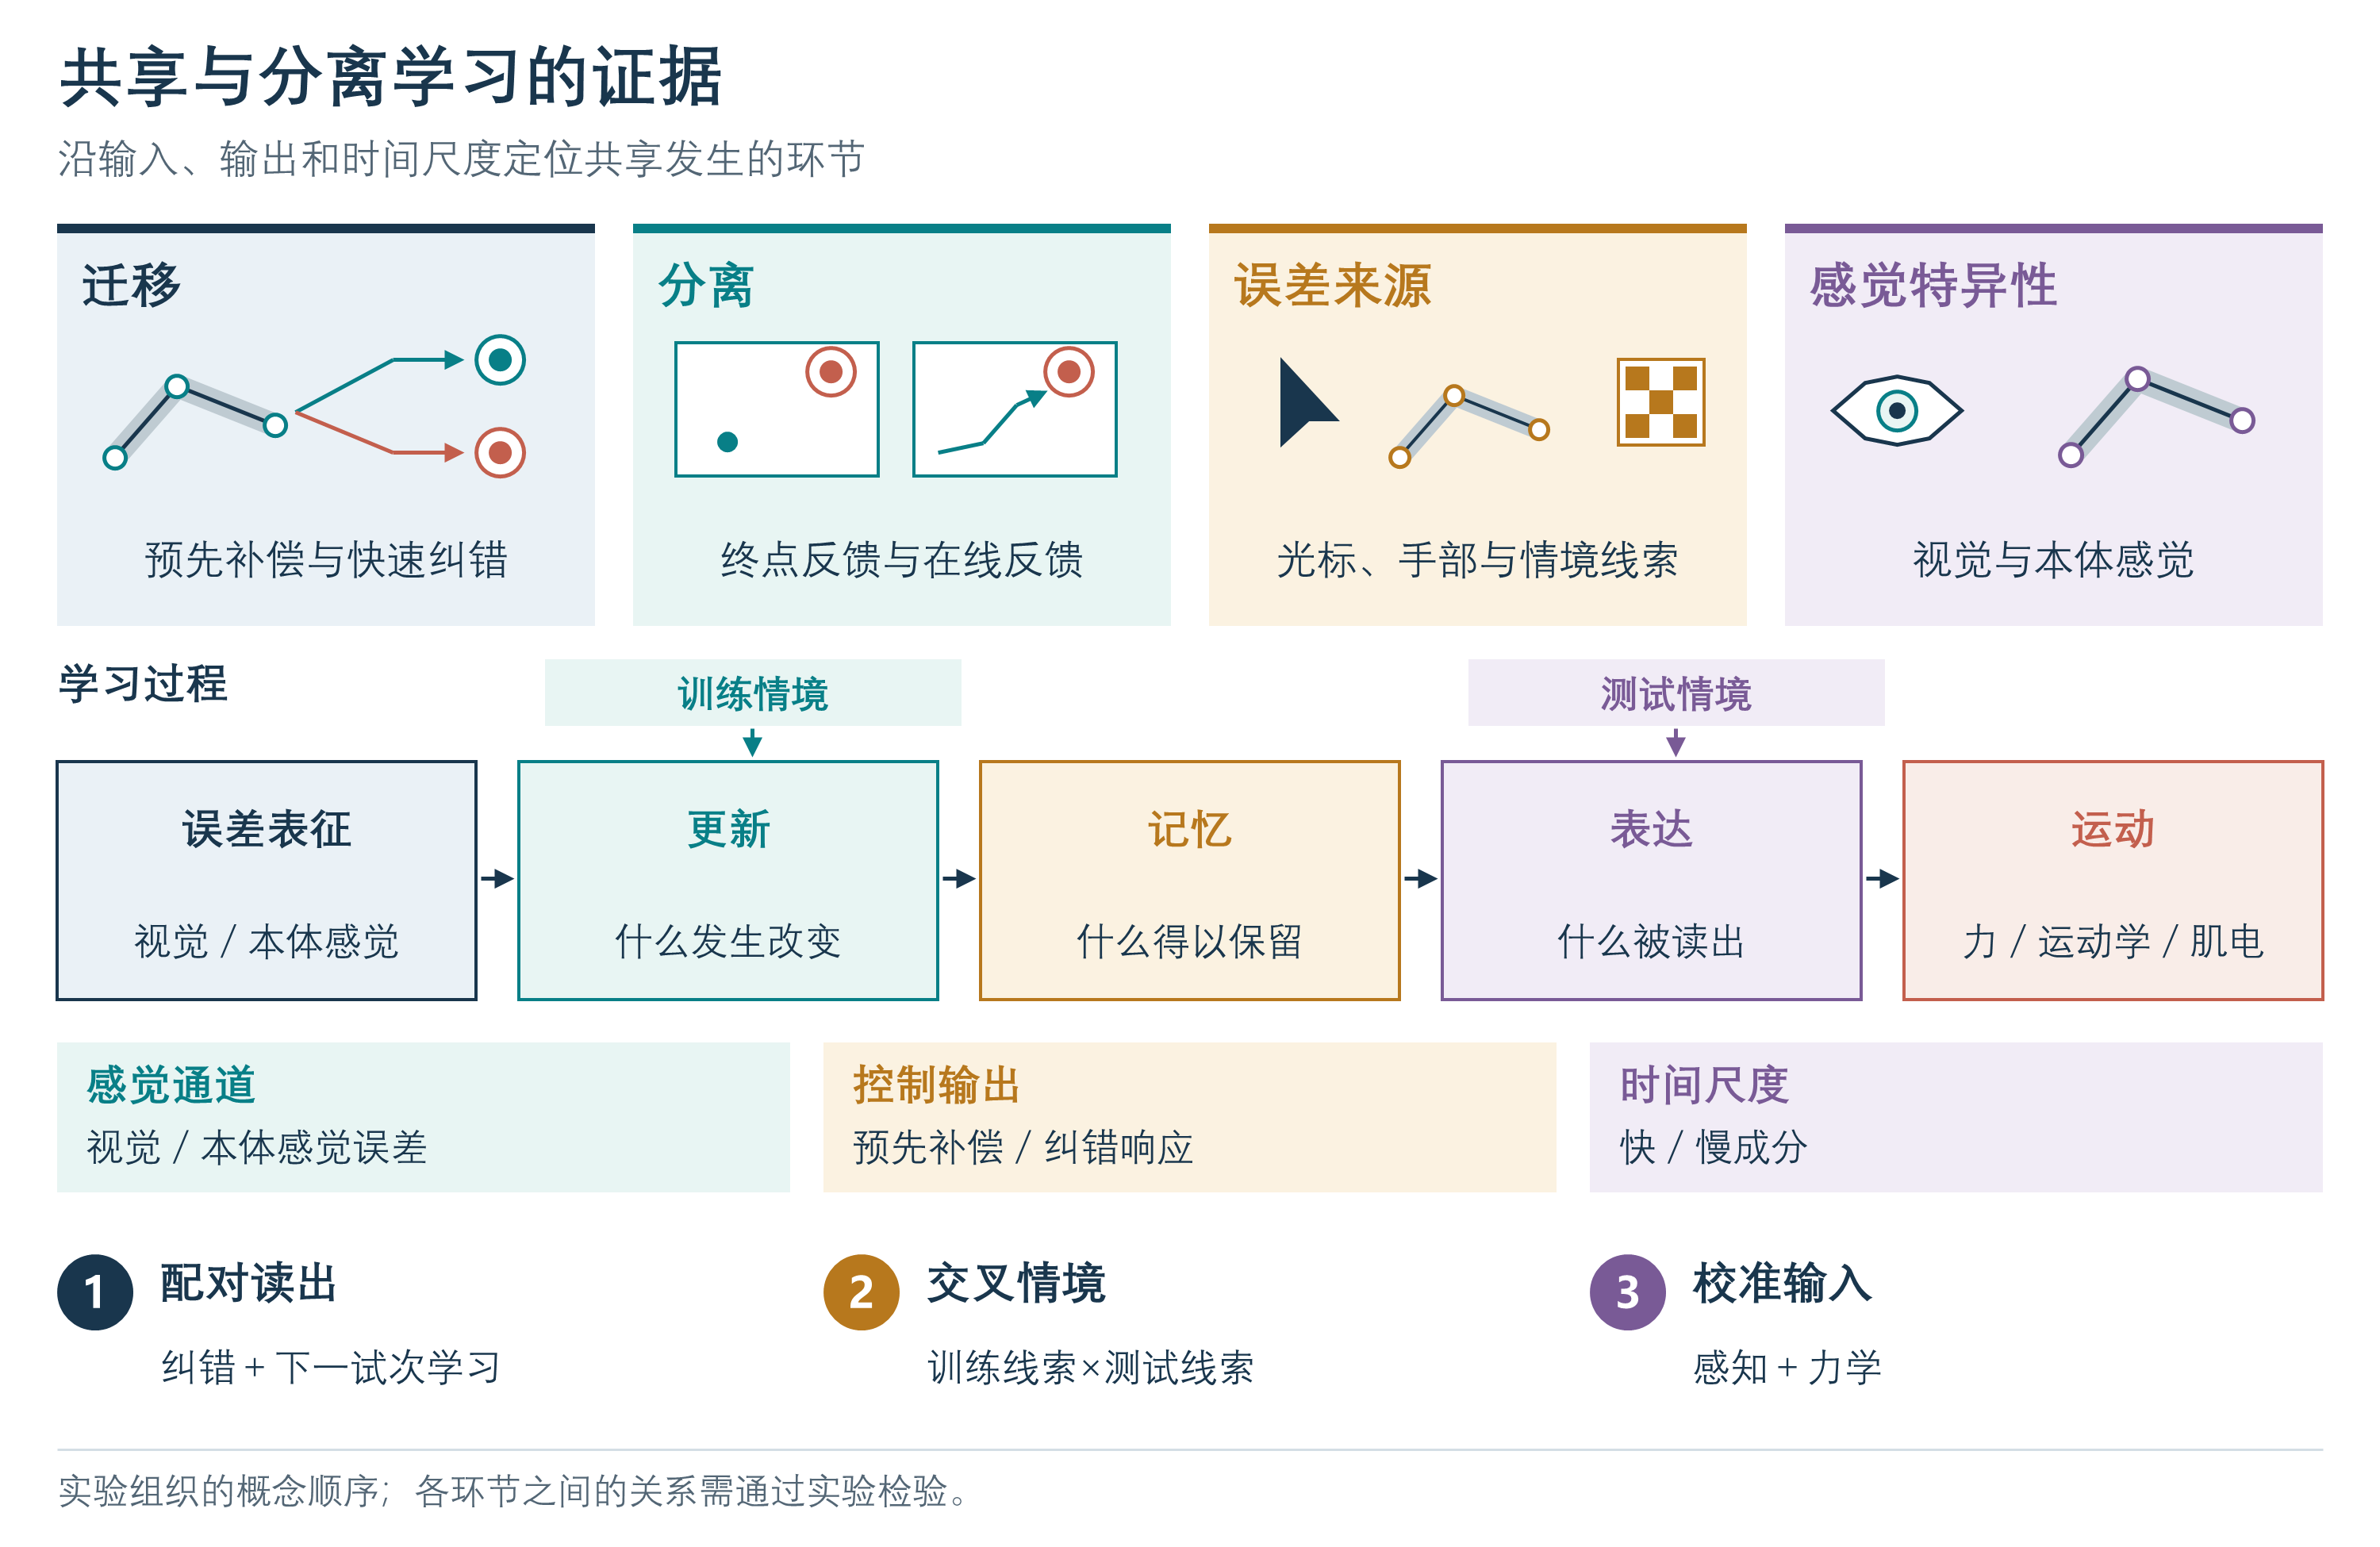 共享与分离学习的证据
沿输入、输出和时间尺度定位共享发生的环节
迁移
预先补偿与快速纠错
分离
终点反馈与在线反馈
误差来源
光标、手部与情境线索
感觉特异性
视觉与本体感觉
学习过程
训练情境
测试情境
误差表征
视觉 / 本体感觉
更新
什么发生改变
记忆
什么得以保留
表达
什么被读出
运动
力 / 运动学 / 肌电
感觉通道
视觉 / 本体感觉误差
控制输出
预先补偿 / 纠错响应
时间尺度
快 / 慢成分
1 配对读出
纠错 + 下一试次学习
2 交叉情境
训练线索×测试线索
3 校准输入
感知 + 力学
实验组织的概念顺序；各环节之间的关系需通过实验检验。